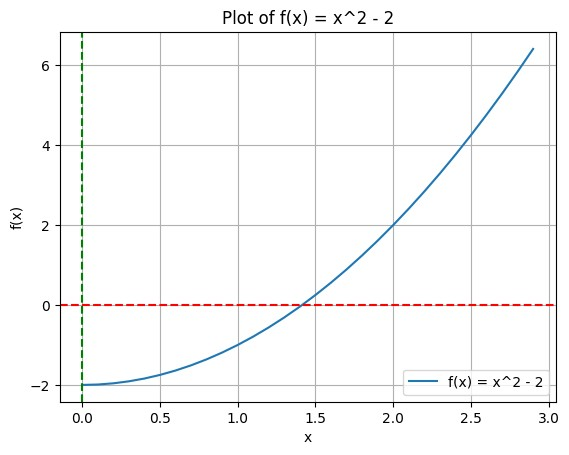 Plot of f(x) = x^2 - 2
f(x)
6
4
2
0
−2
f(x) = x^2 - 2
0.0 0.5 1.0 1.5 2.0 2.5 3.0
x